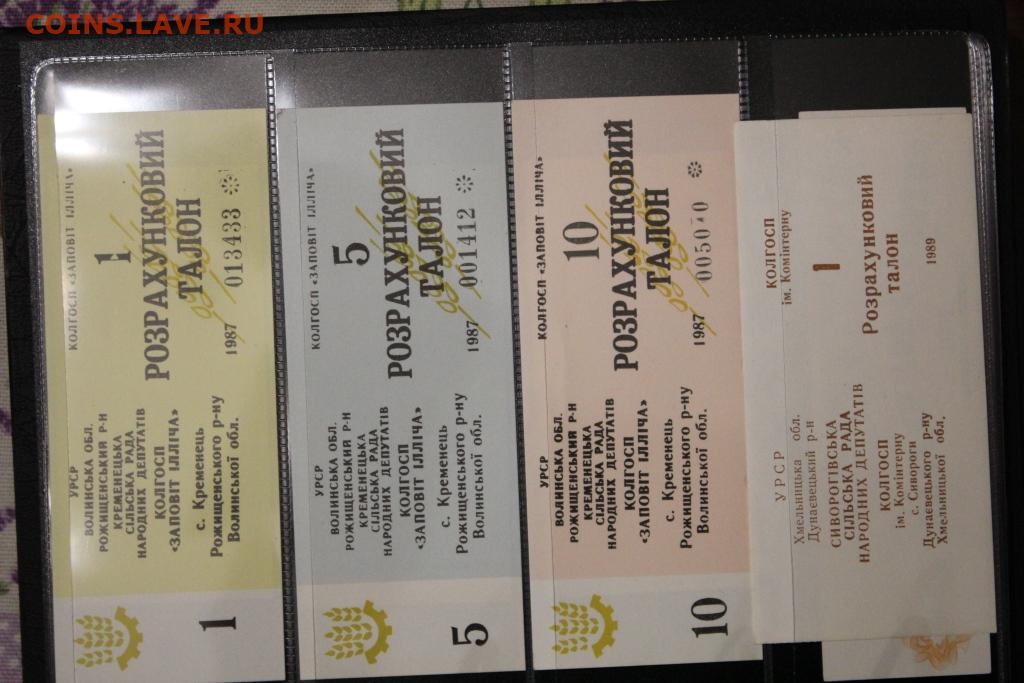 COINS.LAVE.RU
УРСР
ВОЛИНСЬКА ОБЛ.
РОЖИЩЕНСЬКИЙ Р-Н
КРЕМЕНЕЦЬКА
СІЛЬСЬКА РАДА
НАРОДНИХ ДЕПУТАТІВ
КОЛГОСП
«ЗАПОВІТ ІЛЛІЧА»
с. Кременець
Рожищенського р-ну
Волинської обл.
1
КОЛГОСП «ЗАПОВІТ ІЛЛІЧА»
1
РОЗРАХУНКОВИЙ
ТАЛОН
1987 013433
УРСР
ВОЛИНСЬКА ОБЛ.
РОЖИЩЕНСЬКИЙ Р-Н
КРЕМЕНЕЦЬКА
СІЛЬСЬКА РАДА
НАРОДНИХ ДЕПУТАТІВ
КОЛГОСП
«ЗАПОВІТ ІЛЛІЧА»
с. Кременець
Рожищенського р-ну
Волинської обл.
5
КОЛГОСП «ЗАПОВІТ ІЛЛІЧА»
5
РОЗРАХУНКОВИЙ
ТАЛОН
1987 001412
УРСР
ВОЛИНСЬКА ОБЛ.
РОЖИЩЕНСЬКИЙ Р-Н
КРЕМЕНЕЦЬКА
СІЛЬСЬКА РАДА
НАРОДНИХ ДЕПУТАТІВ
КОЛГОСП
«ЗАПОВІТ ІЛЛІЧА»
с. Кременець
Рожищенського р-ну
Волинської обл.
10
КОЛГОСП «ЗАПОВІТ ІЛЛІЧА»
10
РОЗРАХУНКОВИЙ
ТАЛОН
1987 005070
УРСР
Хмельницька обл.
Дунаєвецький р-н
СИВОРОГІВСЬКА
СІЛЬСЬКА РАДА
НАРОДНИХ ДЕПУТАТІВ
КОЛГОСП
ім. Комінтерну
с. Сивороги
Дунаєвецького р-ну
Хмельницької обл.
КОЛГОСП
ім. Комінтерну
1
Розрахунковий
талон
1989